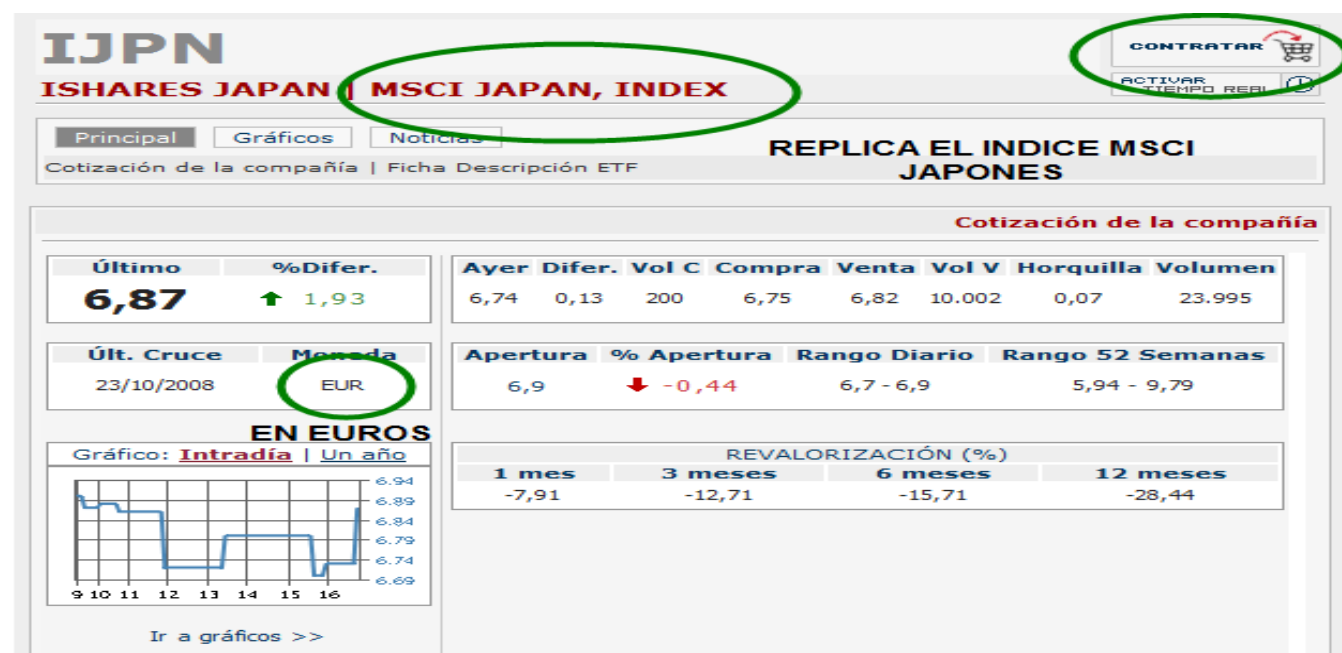 IJPN
CONTRATAR
ISHARES JAPAN | MSCI JAPAN, INDEX
ACTIVAR
TIEMPO REAL
Principal Gráficos Noticias
REPLICA EL INDICE MSCI
JAPONES
Cotización de la compañía | Ficha Descripción ETF
Cotización de la compañía
Último %Difer.
6,87 1,93
Ayer Difer. Vol C Compra Venta Vol V Horquilla Volumen
6,74 0,13 200 6,75 6,82 10.002 0,07 23.995
Últ. Cruce Moneda
23/10/2008 EUR
Apertura % Apertura Rango Diario Rango 52 Semanas
6,9 -0,44 6,7 - 6,9 5,94 - 9,79
EN EUROS
Gráfico: Intradía | Un año
6.94
6.89
6.84
6.79
6.74
6.69
9 10 11 12 13 14 15 16
Ir a gráficos >>
REVALORIZACIÓN (%)
1 mes 3 meses 6 meses 12 meses
-7,91 -12,71 -15,71 -28,44